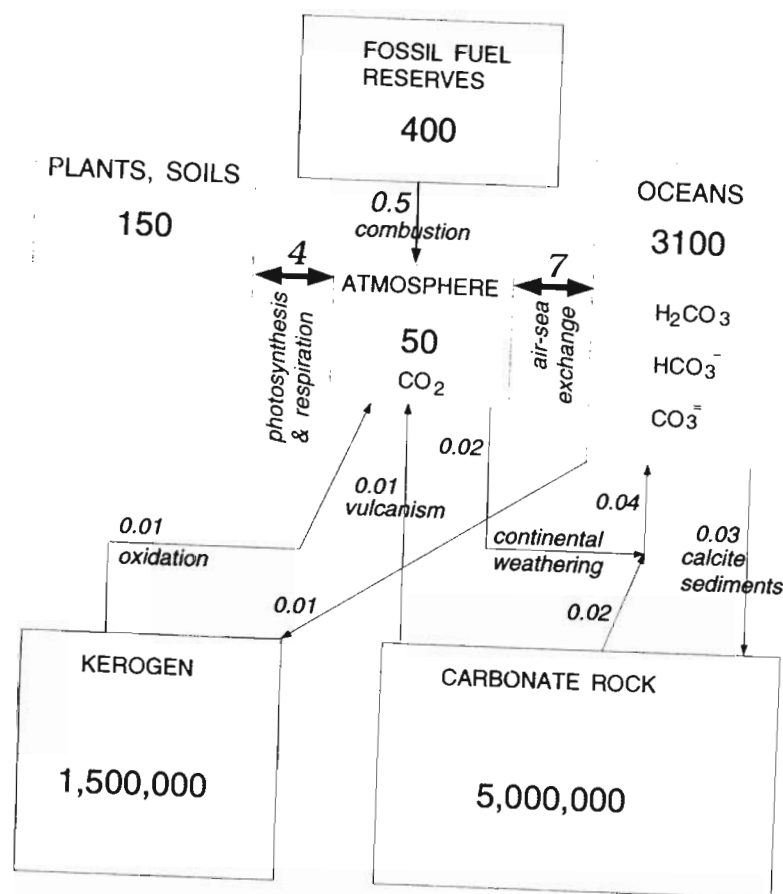 FOSSIL FUEL
RESERVES
400
PLANTS, SOILS
150
OCEANS
3100
0.5
combustion
4
photosynthesis
& respiration
ATMOSPHERE
50
CO₂
7
air-sea
exchange
H₂CO₃
HCO₃⁻
CO₃⁼
0.02
0.01
vulcanism
0.01
oxidation
0.04
continental
weathering
0.03
calcite
sediments
0.01
0.02
KEROGEN
1,500,000
CARBONATE ROCK
5,000,000